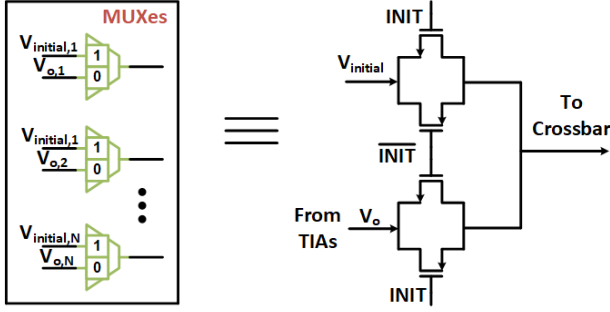 MUXes
V_initial,1
1
V_o,1
0
V_initial,1
1
V_o,2
0
V_initial,N
1
V_o,N
0
INIT
V_initial
To
Crossbar
I̅N̅I̅T̅
From
TIAs
V_o
INIT